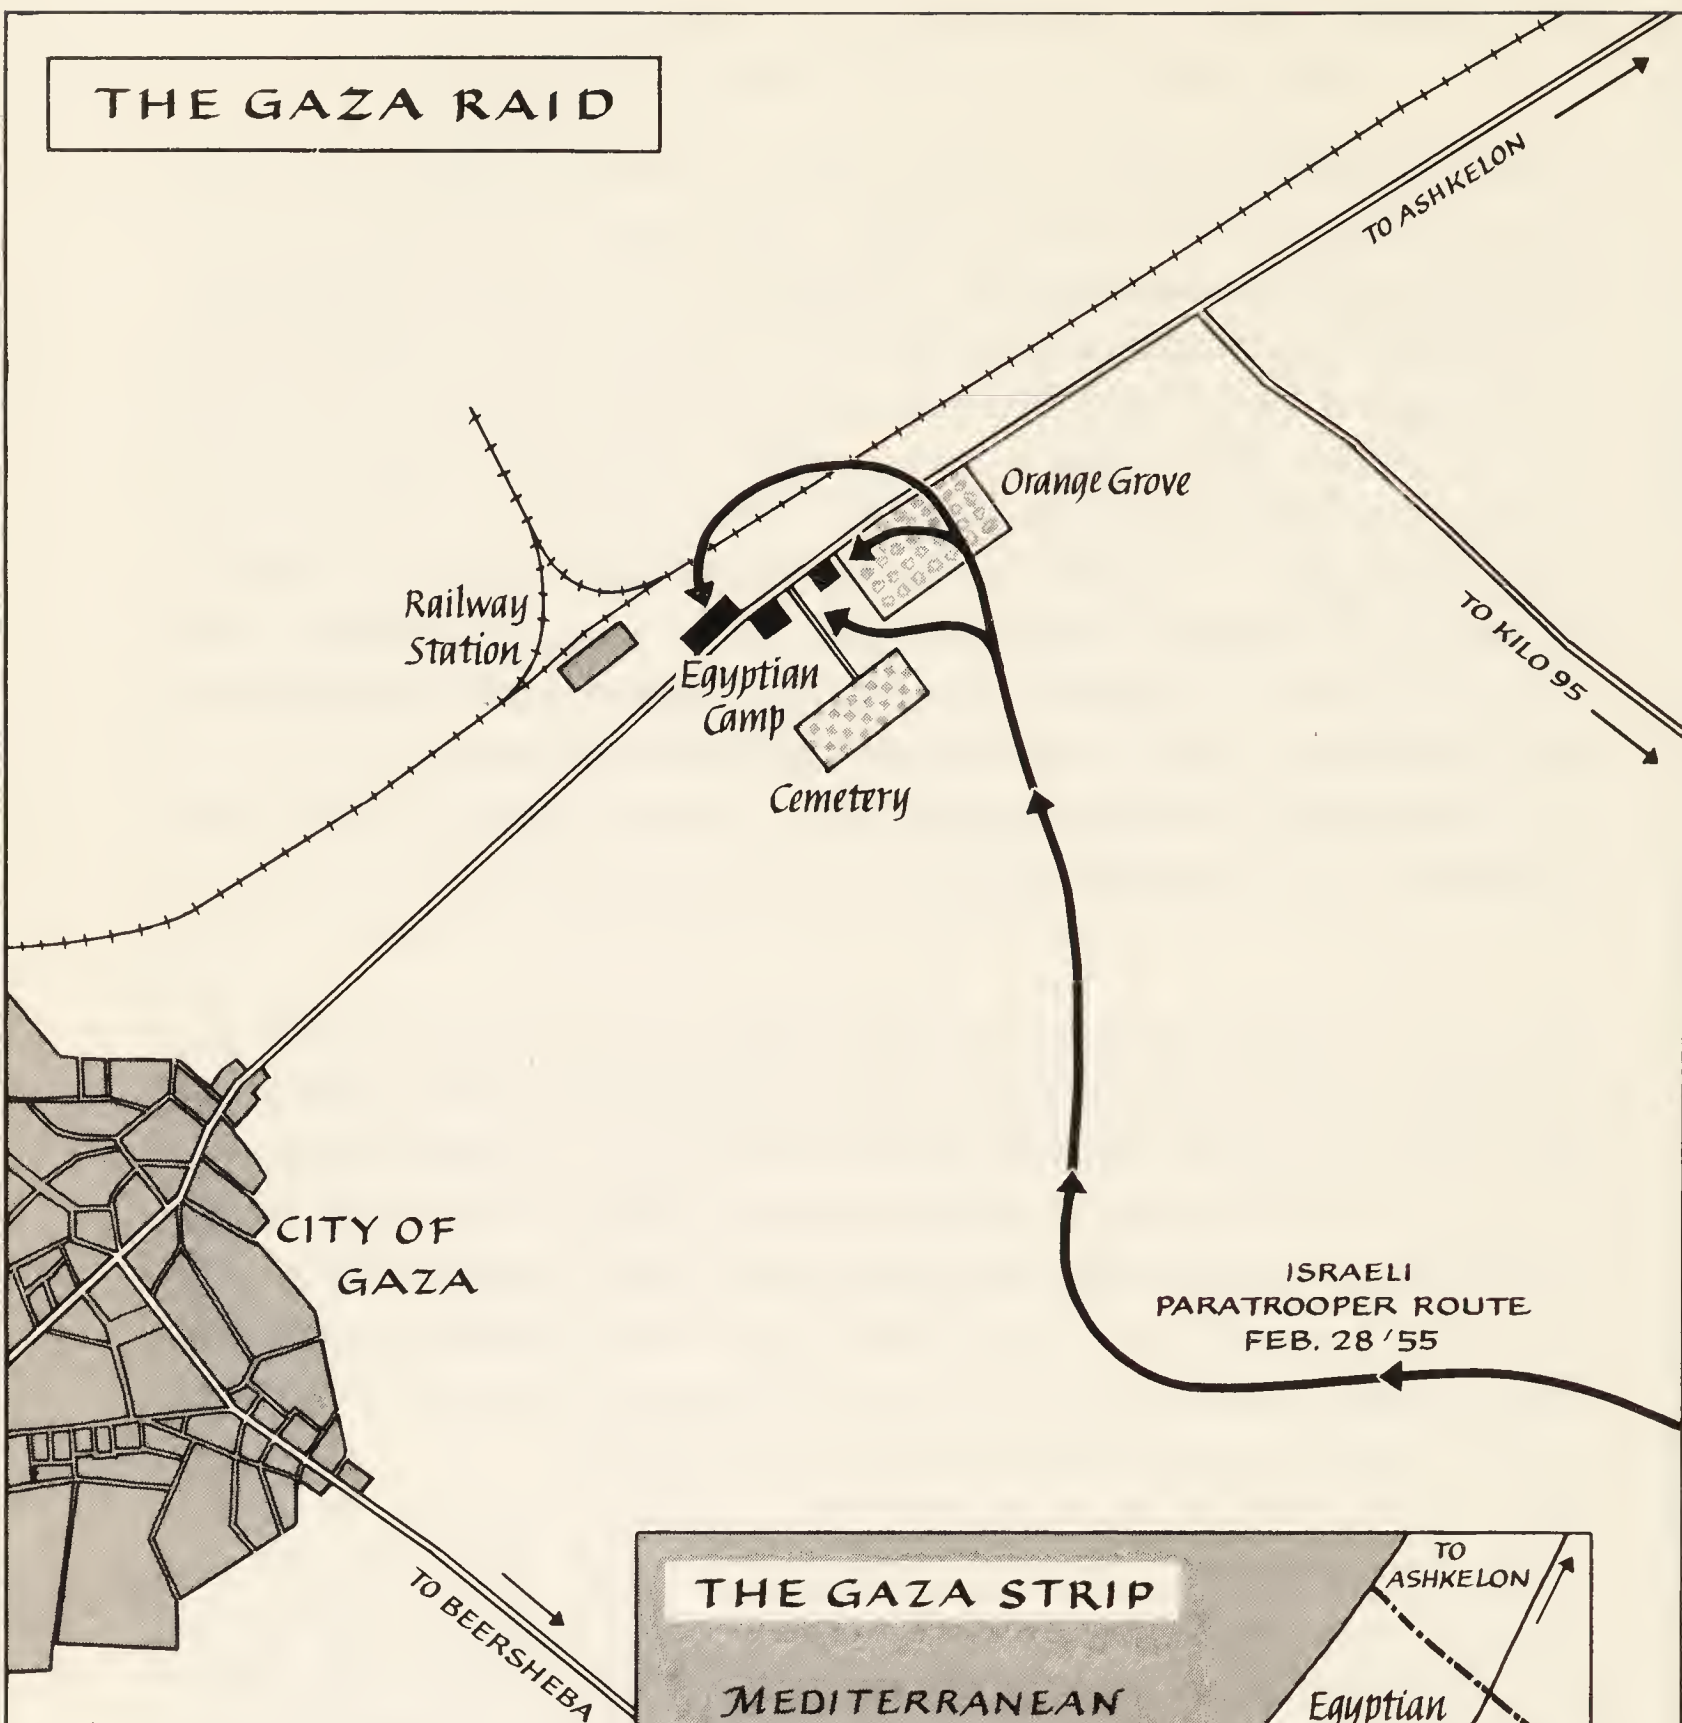 THE GAZA RAID
TO ASHKELON
Orange Grove
Railway
Station
TO KILO 95
Egyptian
Camp
Cemetery
CITY OF
GAZA
ISRAELI
PARATROOPER ROUTE
FEB. 28 '55
TO BEERSHEBA
THE GAZA STRIP
TO
ASHKELON
MEDITERRANEAN
Egyptian